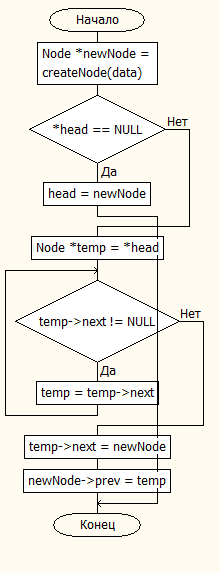 Начало
Node *newNode =
createNode(data)
*head == NULL
Нет
Да
head = newNode
Node *temp = *head
temp->next != NULL
Нет
Да
temp = temp->next
temp->next = newNode
newNode->prev = temp
Конец